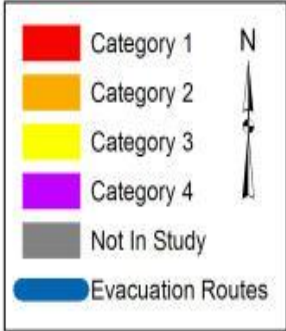 Category 1
N
Category 2
Category 3
Category 4
Not In Study
Evacuation Routes